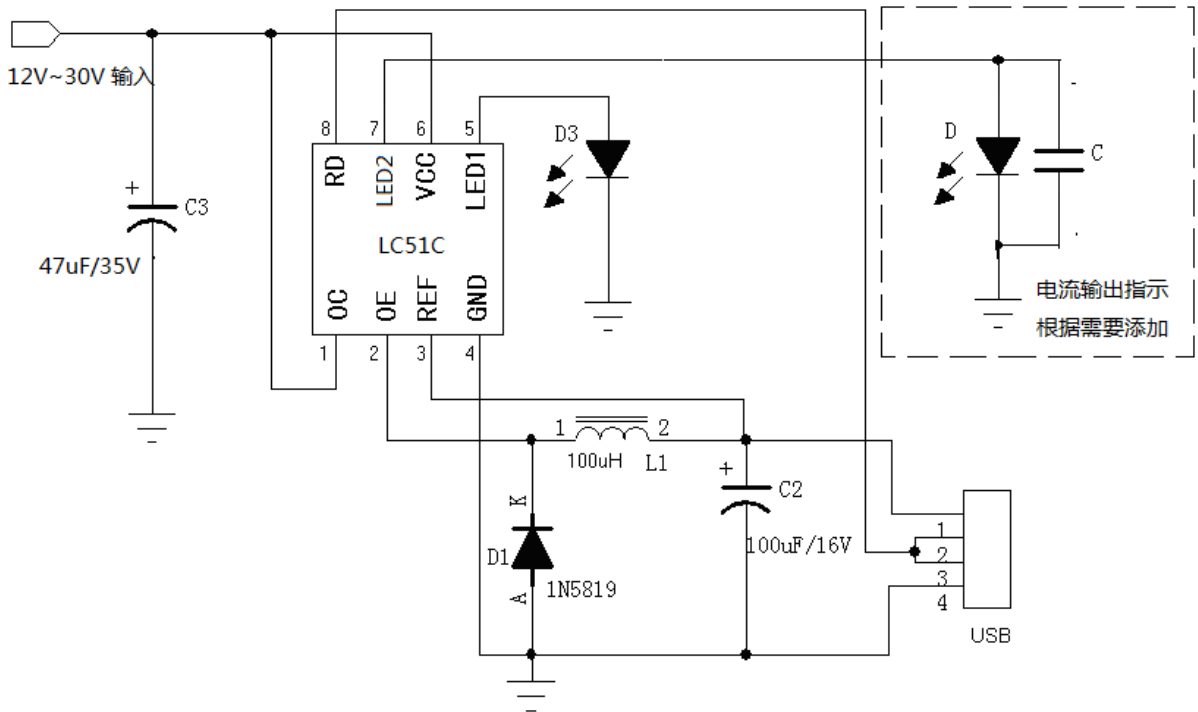 12V~30V 输入
8
7
6
5
RD
LED2
VCC
LED1
LC51C
OC
OE
REF
GND
1
2
3
4
+
C3
47uF/35V
D3
D
C
电流输出指示
根据需要添加
1
2
100uH
L1
+
C2
100uF/16V
K
D1
A
1N5819
1
2
3
4
USB